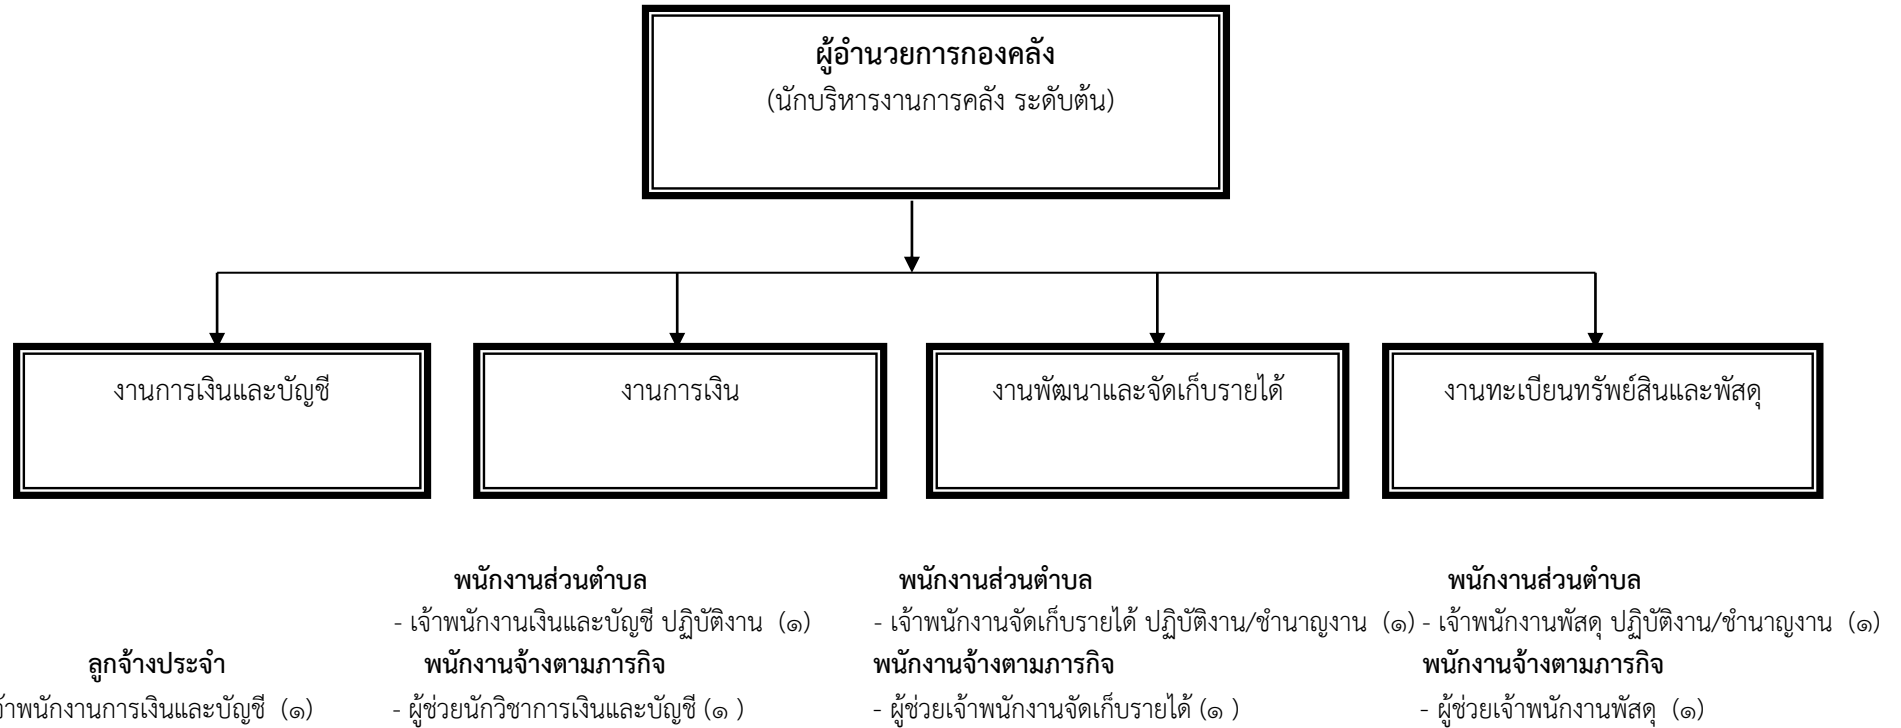 ผู้อำนวยการกองคลัง
(นักบริหารงานการคลัง ระดับต้น)
งานการเงินและบัญชี
งานการเงิน
งานพัฒนาและจัดเก็บรายได้
งานทะเบียนทรัพย์สินและพัสดุ
พนักงานส่วนตำบล
พนักงานส่วนตำบล
พนักงานส่วนตำบล
- เจ้าพนักงานเงินและบัญชี ปฏิบัติงาน (๑)
- เจ้าพนักงานจัดเก็บรายได้ ปฏิบัติงาน/ชำนาญงาน (๑)
- เจ้าพนักงานพัสดุ ปฏิบัติงาน/ชำนาญงาน (๑)
ลูกจ้างประจำ
พนักงานจ้างตามภารกิจ
พนักงานจ้างตามภารกิจ
พนักงานจ้างตามภารกิจ
จ้าพนักงานการเงินและบัญชี (๑)
- ผู้ช่วยนักวิชาการเงินและบัญชี (๑ )
- ผู้ช่วยเจ้าพนักงานจัดเก็บรายได้ (๑ )
- ผู้ช่วยเจ้าพนักงานพัสดุ (๑)